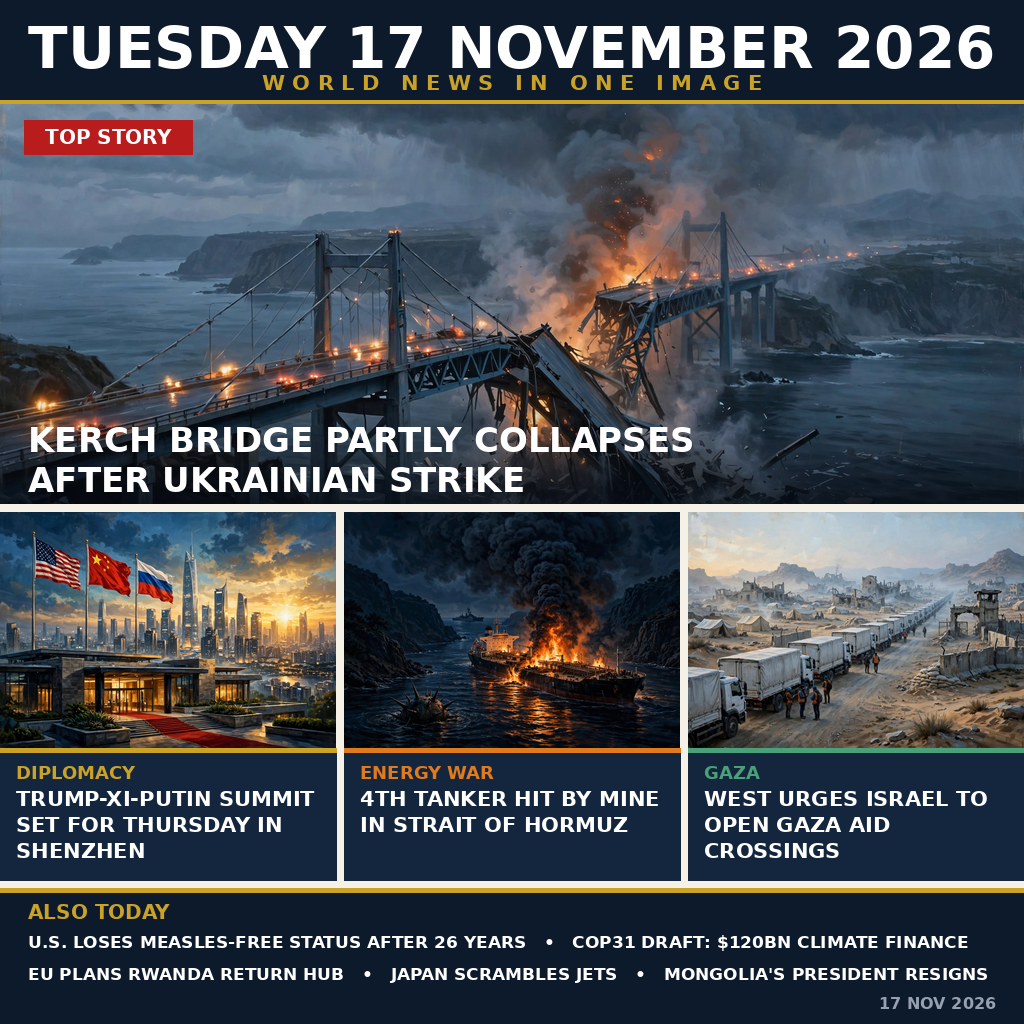 TUESDAY 17 NOVEMBER 2026
WORLD NEWS IN ONE IMAGE
TOP STORY
KERCH BRIDGE PARTLY COLLAPSES
AFTER UKRAINIAN STRIKE
DIPLOMACY
TRUMP-XI-PUTIN SUMMIT
SET FOR THURSDAY IN
SHENZHEN
ENERGY WAR
4TH TANKER HIT BY MINE
IN STRAIT OF HORMUZ
GAZA
WEST URGES ISRAEL TO
OPEN GAZA AID
CROSSINGS
ALSO TODAY
U.S. LOSES MEASLES-FREE STATUS AFTER 26 YEARS • COP31 DRAFT: $120BN CLIMATE FINANCE
EU PLANS RWANDA RETURN HUB • JAPAN SCRAMBLES JETS • MONGOLIA'S PRESIDENT RESIGNS
17 NOV 2026